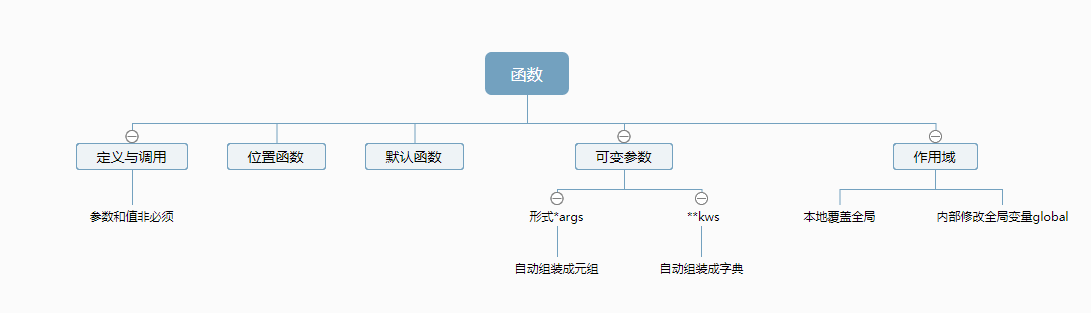 函数
定义与调用
位置函数
默认函数
可变参数
作用域
参数和值非必须
形式*args
**kws
本地覆盖全局
内部修改全局变量global
自动组装成元组
自动组装成字典